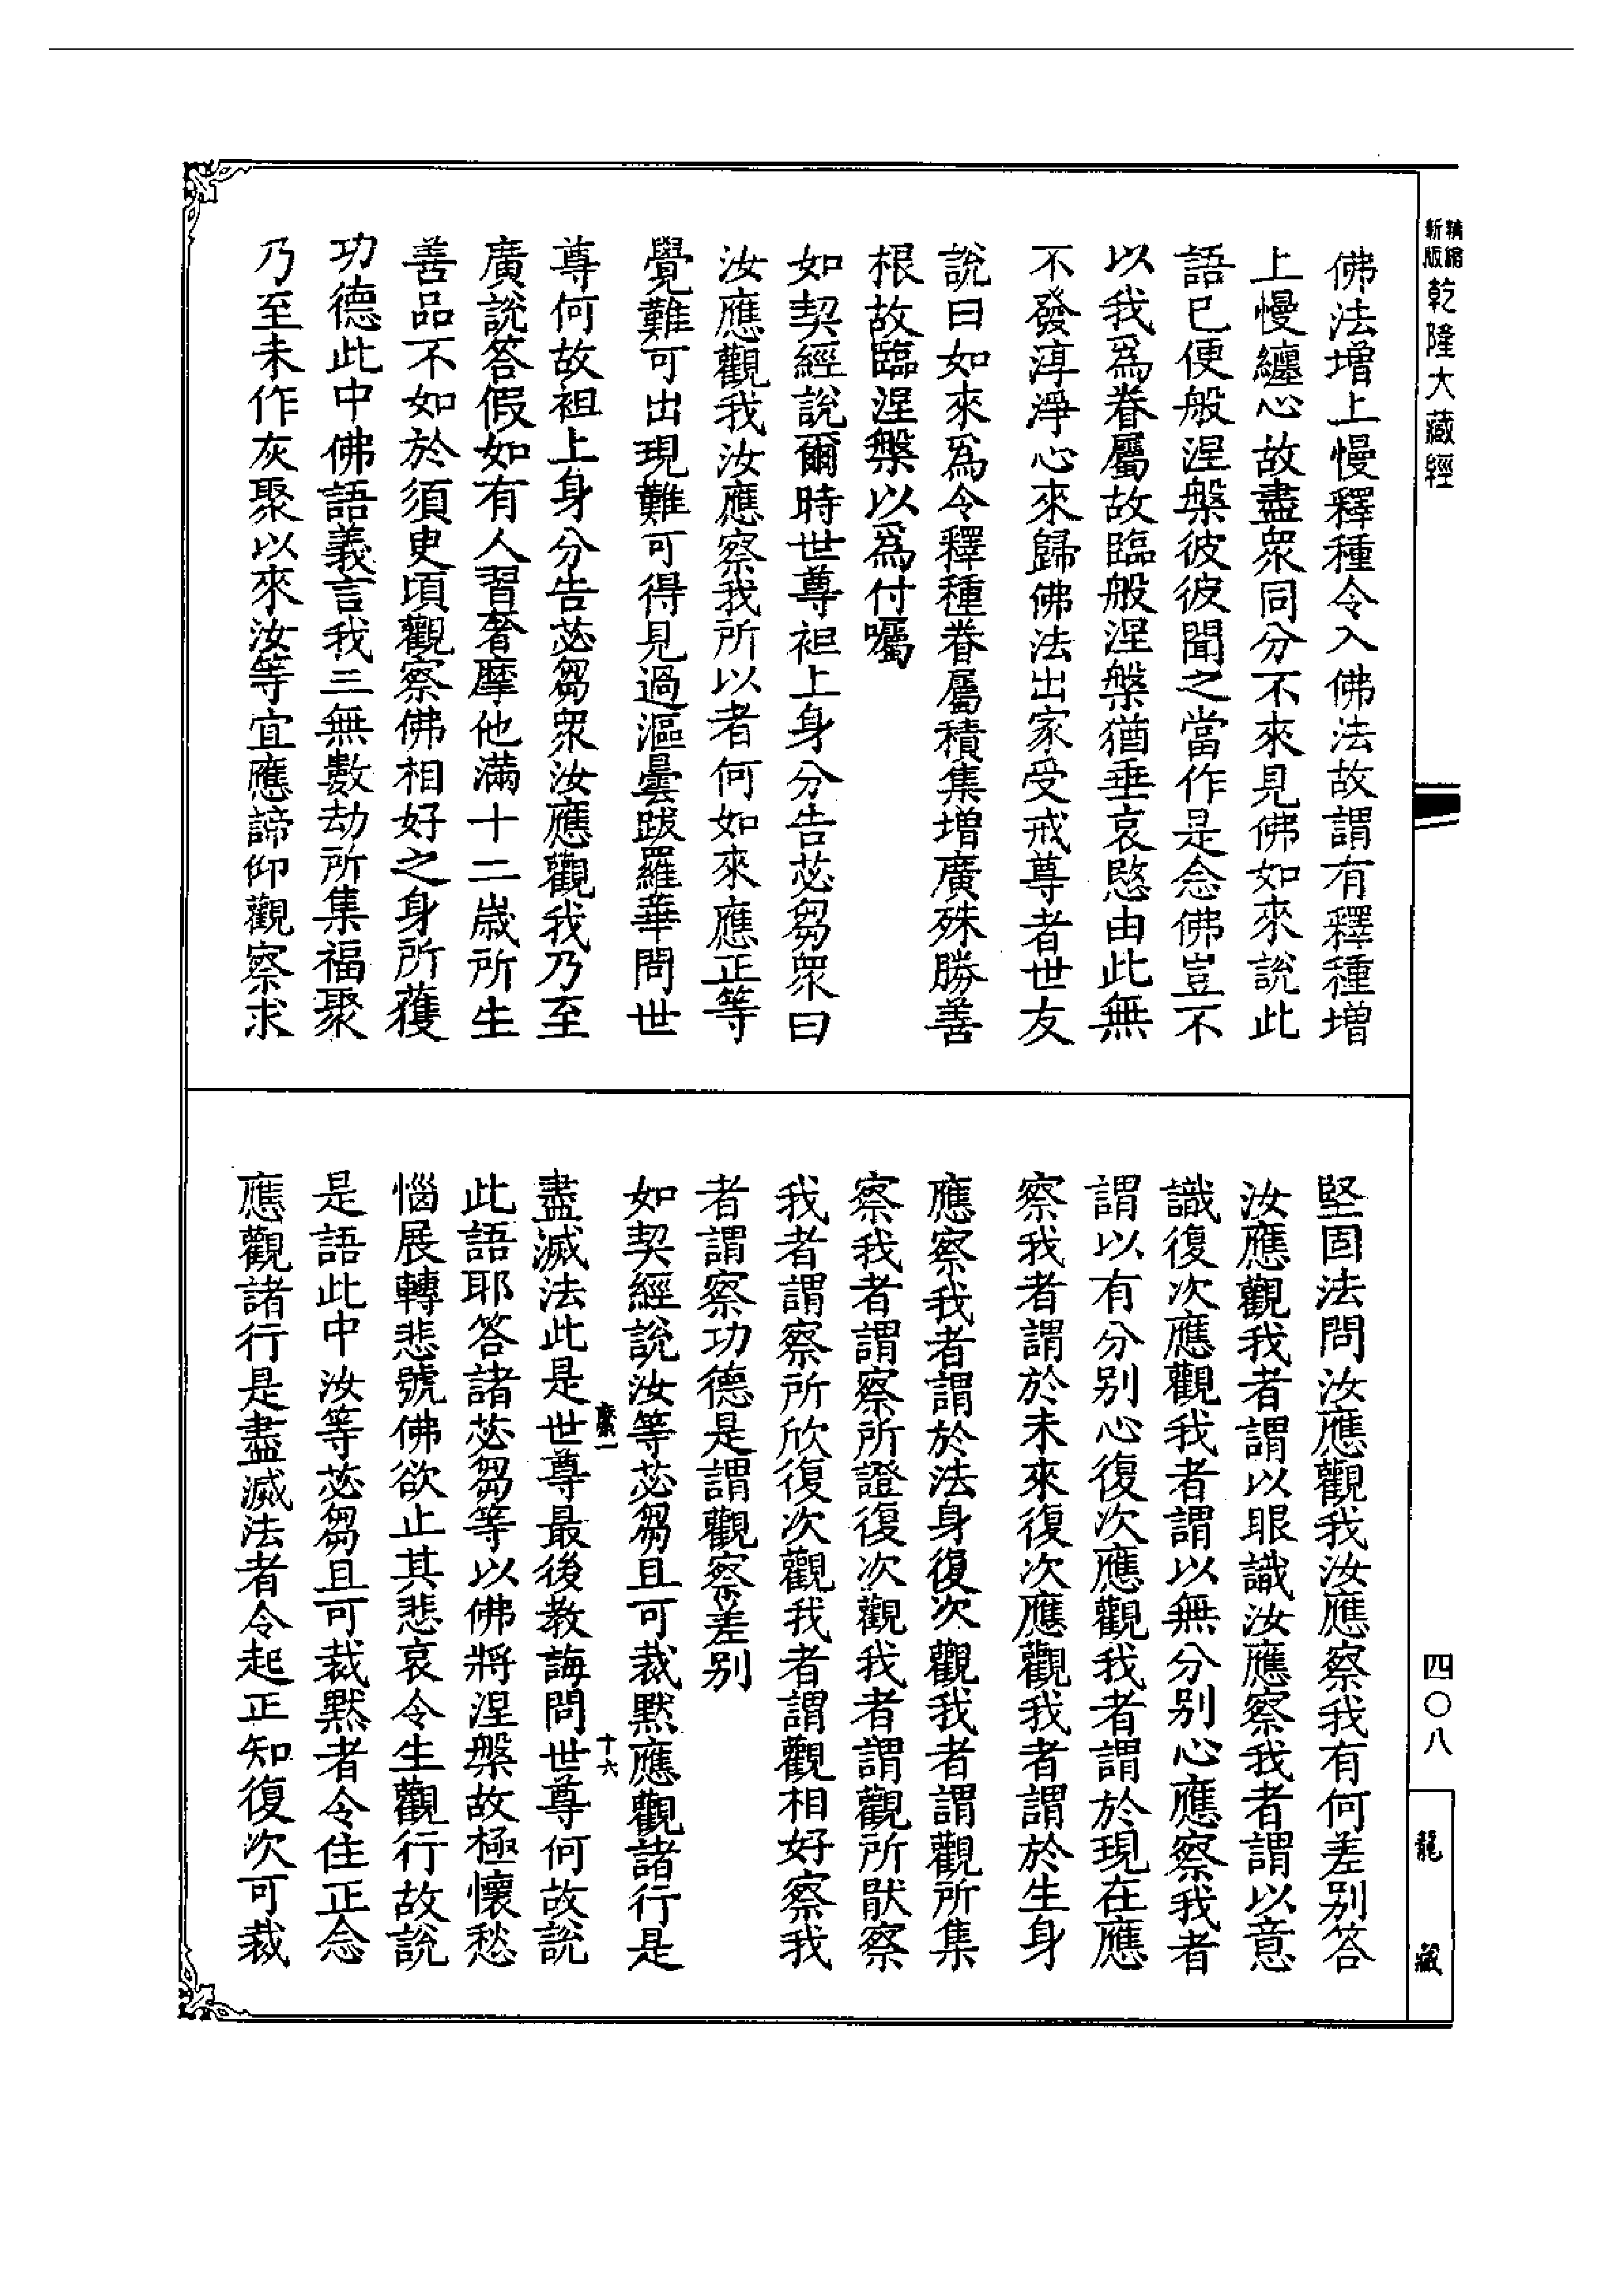 精縮新版乾隆大藏經
四〇八
龍藏
佛法增上慢釋種令入佛法故謂有釋種增
上慢纏心故盡眾同分不來見佛如來說此
語已便般涅槃彼彼聞之當作是念佛豈不
以我爲眷屬故臨般涅槃猶垂哀愍由此無
不發淳淨心來歸佛法出家受戒尊者世友
說曰如來爲令釋種眷屬積集增廣殊勝善
根故臨涅槃以爲付囑
如契經說爾時世尊袒上身分告苾芻眾曰
汝應觀我汝應察我所以者何如來應正等
覺難可出現難可得見過漚曇跋羅華問世
尊何故袒上身分告苾芻眾汝應觀我乃至
廣說答假如有人習奢摩他滿十二歲所生
善品不如於須臾頃觀察佛相好之身所獲
功德此中佛語義言我三無數劫所集福聚
乃至未作灰聚以來汝等宜應諦仰觀察求
堅固法問汝應觀我汝應察我有何差別答
汝應觀我者謂以眼識汝應察我者謂以意
識復次應觀我者謂以無分別心應察我者
謂以有分別心復次應觀我者謂於現在應
察我者謂於未來復次應觀我者謂於生身
應察我者謂於法身復次觀我者謂觀所集
察我者謂察所證復次觀我者謂觀所猒察
我者謂察所欣復次觀我者謂觀相好察我
者謂察功德是謂觀察差別
如契經說汝等苾芻且可裁默應觀諸行是
盡滅法此是世尊最後教誨問世尊何故說
此語耶答諸苾芻等以佛將涅槃故極懷愁
惱展轉悲號佛欲止其悲哀令生觀行故說
是語此中汝等苾芻且可裁默者令住正念
應觀諸行是盡滅法者令起正知復次可裁
十六